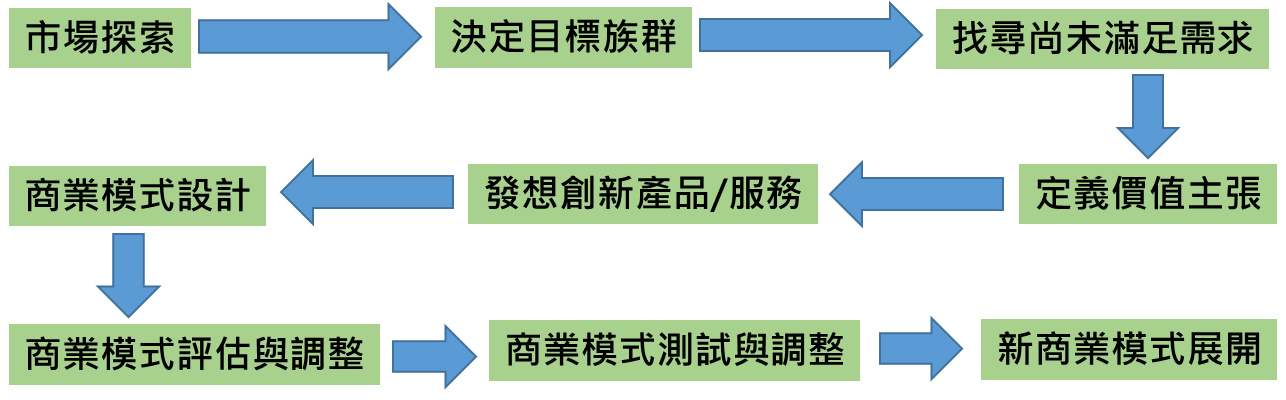 市場探索
決定目標族群
找尋尚未滿足需求
定義價值主張
發想創新產品/服務
商業模式設計
商業模式評估與調整
商業模式測試與調整
新商業模式展開